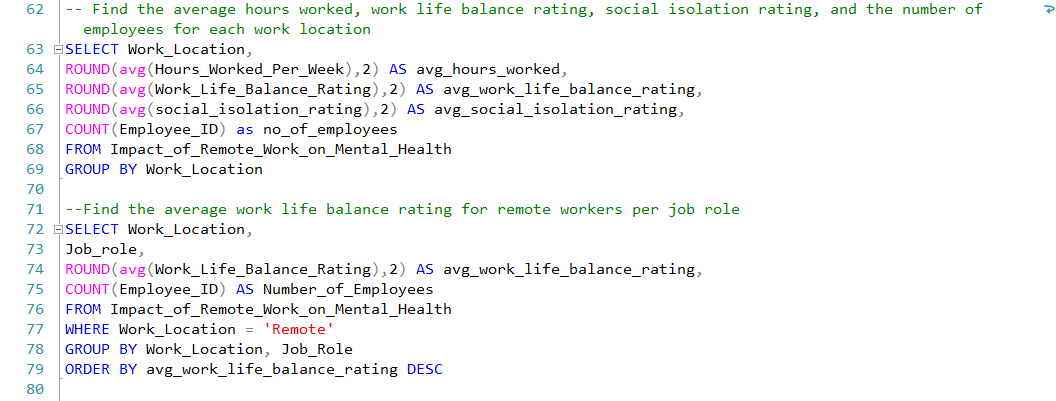 62 -- Find the average hours worked, work life balance rating, social isolation rating, and the number of
employees for each work location
63 SELECT Work_Location,
64 ROUND(avg(Hours_Worked_Per_Week),2) AS avg_hours_worked,
65 ROUND(avg(Work_Life_Balance_Rating),2) AS avg_work_life_balance_rating,
66 ROUND(avg(social_isolation_rating),2) AS avg_social_isolation_rating,
67 COUNT(Employee_ID) as no_of_employees
68 FROM Impact_of_Remote_Work_on_Mental_Health
69 GROUP BY Work_Location
70
71 --Find the average work life balance rating for remote workers per job role
72 SELECT Work_Location,
73 Job_role,
74 ROUND(avg(Work_Life_Balance_Rating),2) AS avg_work_life_balance_rating,
75 COUNT(Employee_ID) AS Number_of_Employees
76 FROM Impact_of_Remote_Work_on_Mental_Health
77 WHERE Work_Location = 'Remote'
78 GROUP BY Work_Location, Job_Role
79 ORDER BY avg_work_life_balance_rating DESC
80